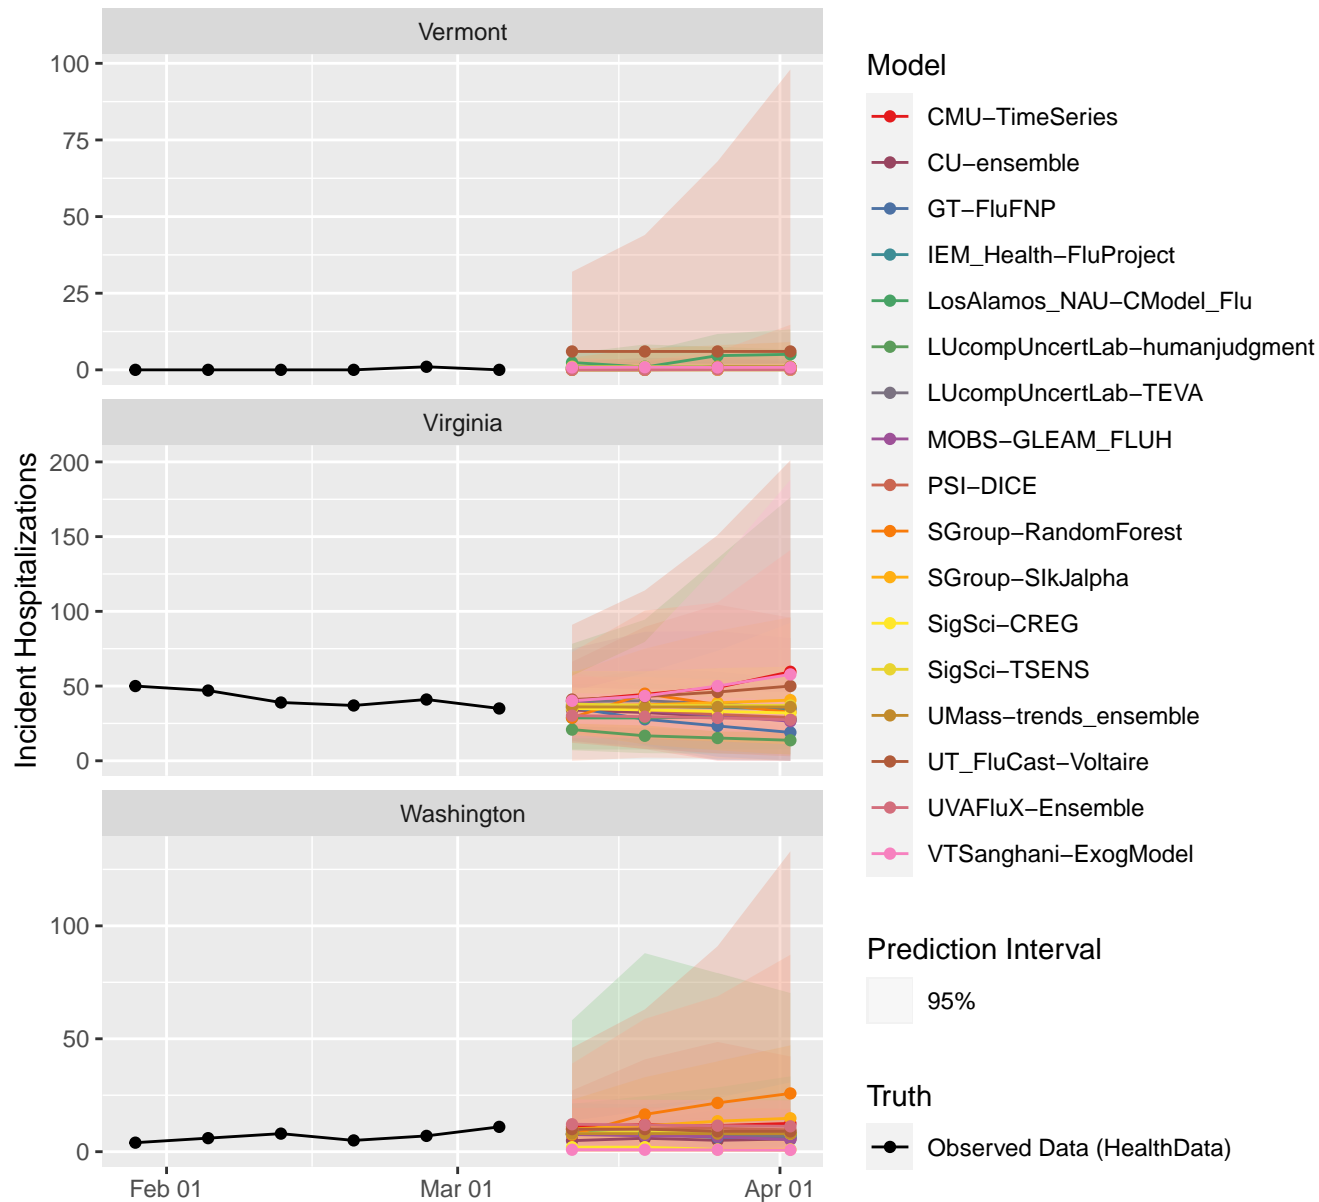 Vermont
100
75
50
25
0
Virginia
200
150
100
50
0
Washington
100
50
0
Incident Hospitalizations
Feb 01
Mar 01
Apr 01
Model
CMU−TimeSeries
CU−ensemble
GT−FluFNP
IEM_Health−FluProject
LosAlamos_NAU−CModel_Flu
LUcompUncertLab−humanjudgment
LUcompUncertLab−TEVA
MOBS−GLEAM_FLUH
PSI−DICE
SGroup−RandomForest
SGroup−SIkJalpha
SigSci−CREG
SigSci−TSENS
UMass−trends_ensemble
UT_FluCast−Voltaire
UVAFluX−Ensemble
VTSanghani−ExogModel
Prediction Interval
95%
Truth
Observed Data (HealthData)